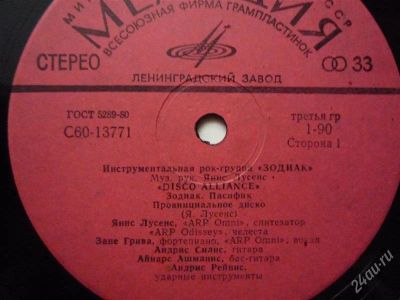 МЕЛОДИЯ
ВСЕСОЮЗНАЯ ФИРМА ГРАМПЛАСТИНОК
СТЕРЕО
33
ЛЕНИНГРАДСКИЙ ЗАВОД
ГОСТ 5289-80
третья гр
С60-13771
1-90
Сторона 1
Инструментальная рок-группа «ЗОДИАК»
Муз. рук. Янис Лусенс
«DISCO ALLIANCE»
Зодиак. Пасифик
Провинциальное диско
(Я. Лусенс)
Янис Лусенс, «ARP Omni», синтезатор
«ARP Odissey», челеста
Зане Грива, фортепиано, «ARP Omni», вокал
Андрис Силис, гитара
Айнарс Ашманис, бас-гитара
Андрис Рейнис,
ударные инструменты
24au·ru